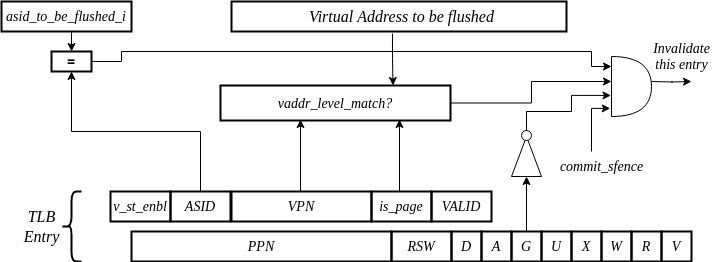 asid_to_be_flushed_i
Virtual Address to be flushed
=
Invalidate
this entry
vaddr_level_match?
commit_sfence
TLB
Entry
v_st_enbl ASID VPN is_page VALID
PPN RSW D A G U X W R V